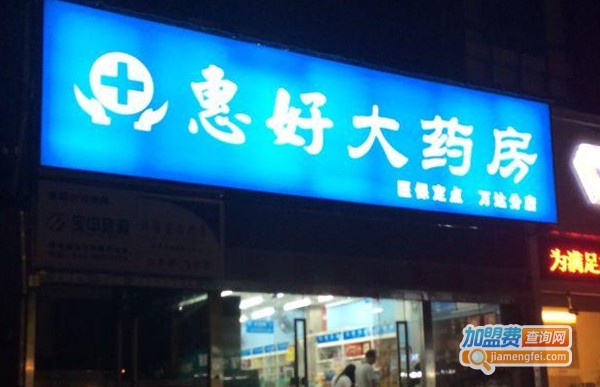 惠好大药房
医保定点 万达分店
为满足
加盟费查询网
jiamengfei.com